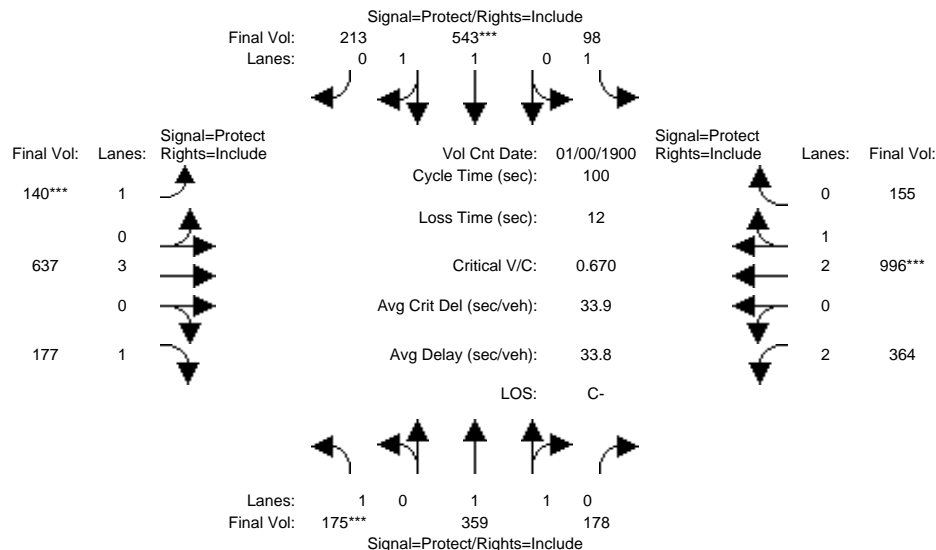 Signal=Protect/Rights=Include
Final Vol: 213 543*** 98
Lanes: 0 1 1 0 1
Signal=Protect
Final Vol: Lanes: Rights=Include
Vol Cnt Date: 01/00/1900
Signal=Protect
Rights=Include Lanes: Final Vol:
Cycle Time (sec): 100
140*** 1
0 155
Loss Time (sec): 12
0
1
637 3
Critical V/C: 0.670
2 996***
0
Avg Crit Del (sec/veh): 33.9
0
177 1
Avg Delay (sec/veh): 33.8
2 364
LOS: C-
Lanes: 1 0 1 1 0
Final Vol: 175*** 359 178
Signal=Protect/Rights=Include